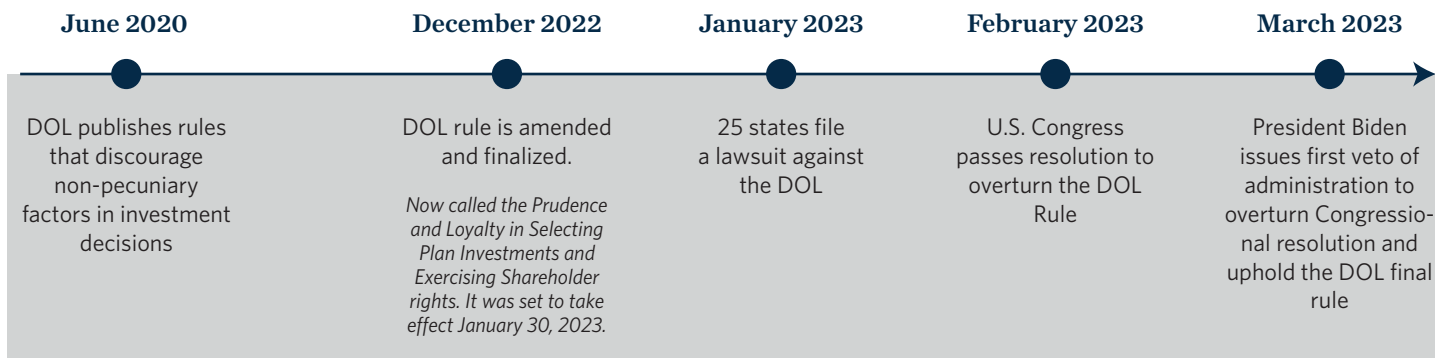 June 2020
DOL publishes rules
that discourage
non-pecuniary
factors in investment
decisions
December 2022
DOL rule is amended
and finalized.
Now called the Prudence
and Loyalty in Selecting
Plan Investments and
Exercising Shareholder
rights. It was set to take
effect January 30, 2023.
January 2023
25 states file
a lawsuit against
the DOL
February 2023
U.S. Congress
passes resolution to
overturn the DOL
Rule
March 2023
President Biden
issues first veto of
administration to
overturn Congressio-
nal resolution and
uphold the DOL final
rule